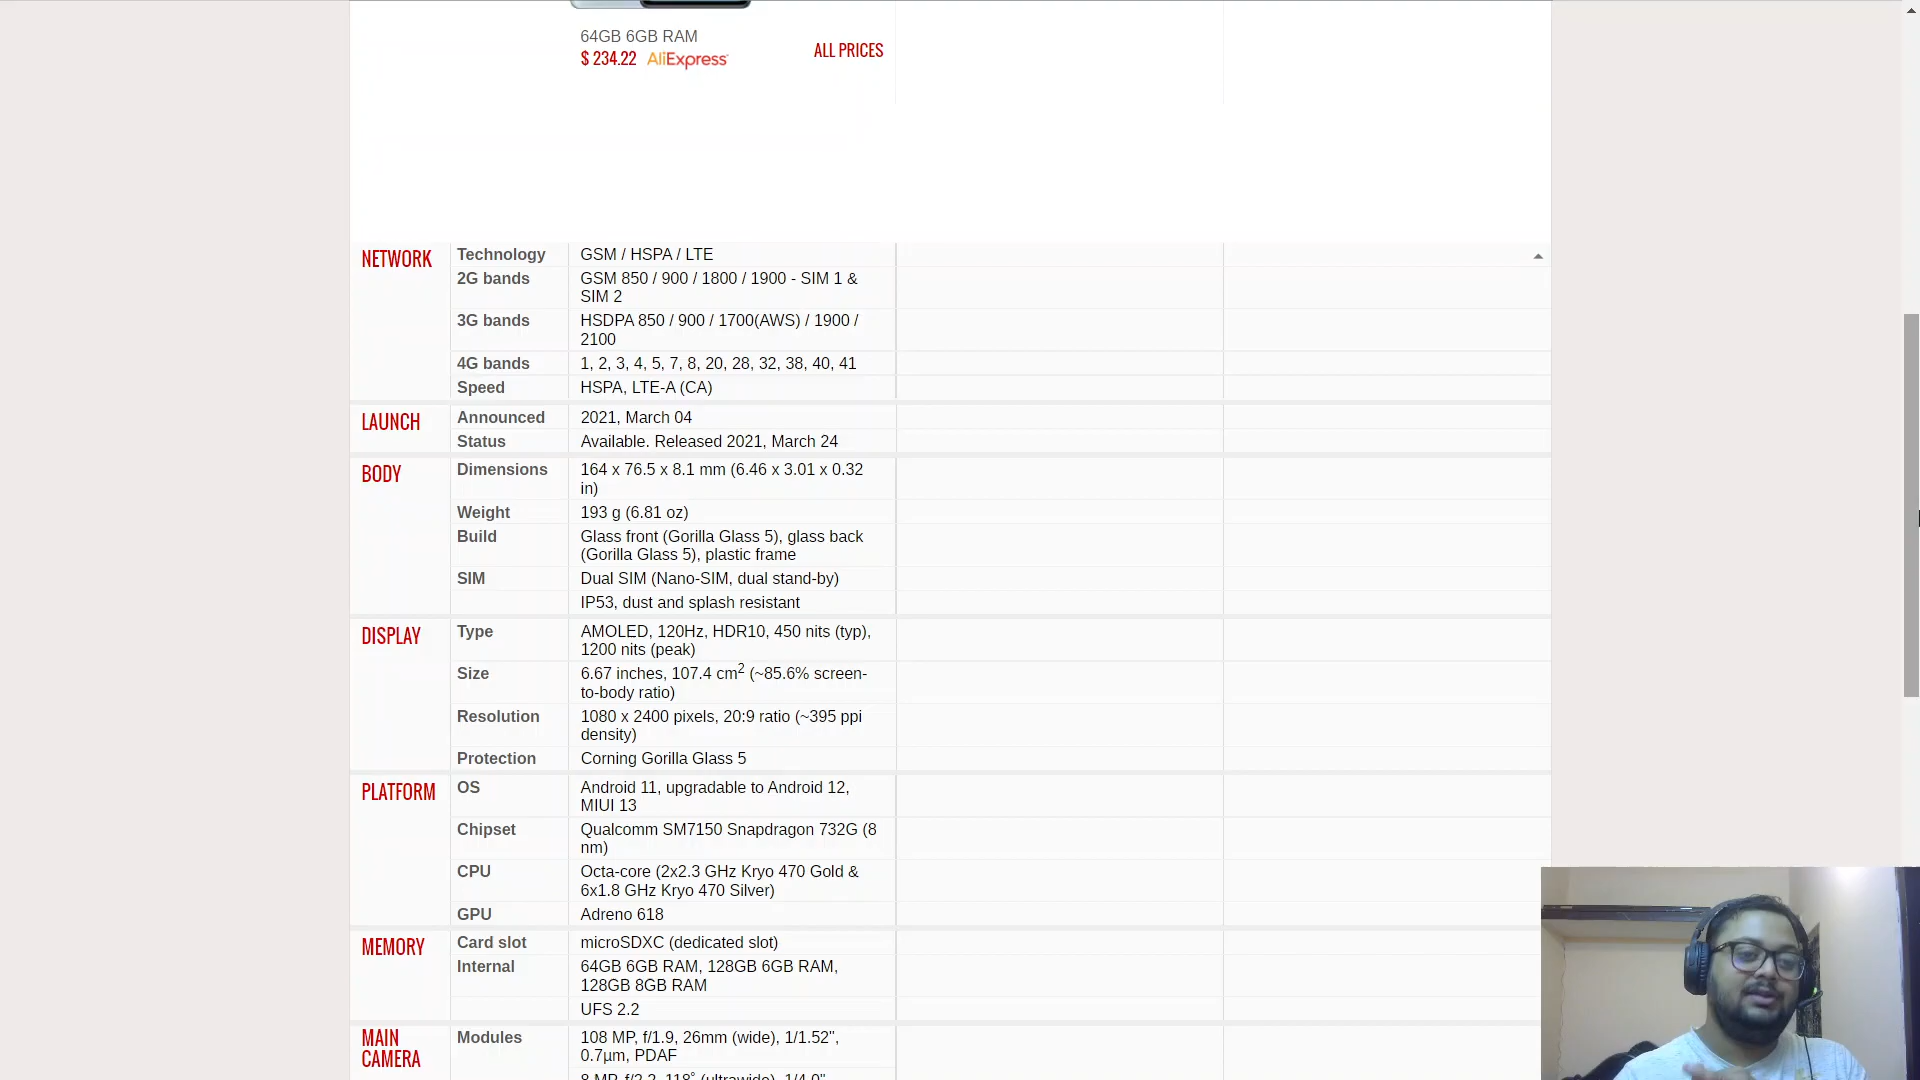 64GB 6GB RAM
$ 234.22 AliExpress
ALL PRICES
NETWORK
Technology GSM / HSPA / LTE
2G bands GSM 850 / 900 / 1800 / 1900 - SIM 1 &
SIM 2
3G bands HSDPA 850 / 900 / 1700(AWS) / 1900 /
2100
4G bands 1, 2, 3, 4, 5, 7, 8, 20, 28, 32, 38, 40, 41
Speed HSPA, LTE-A (CA)
LAUNCH
Announced 2021, March 04
Status Available. Released 2021, March 24
BODY
Dimensions 164 x 76.5 x 8.1 mm (6.46 x 3.01 x 0.32
in)
Weight 193 g (6.81 oz)
Build Glass front (Gorilla Glass 5), glass back
(Gorilla Glass 5), plastic frame
SIM Dual SIM (Nano-SIM, dual stand-by)
IP53, dust and splash resistant
DISPLAY
Type AMOLED, 120Hz, HDR10, 450 nits (typ),
1200 nits (peak)
Size 6.67 inches, 107.4 cm2 (~85.6% screen-
to-body ratio)
Resolution 1080 x 2400 pixels, 20:9 ratio (~395 ppi
density)
Protection Corning Gorilla Glass 5
PLATFORM
OS Android 11, upgradable to Android 12,
MIUI 13
Chipset Qualcomm SM7150 Snapdragon 732G (8
nm)
CPU Octa-core (2x2.3 GHz Kryo 470 Gold &
6x1.8 GHz Kryo 470 Silver)
GPU Adreno 618
MEMORY
Card slot microSDXC (dedicated slot)
Internal 64GB 6GB RAM, 128GB 6GB RAM,
128GB 8GB RAM
UFS 2.2
MAIN
CAMERA
Modules 108 MP, f/1.9, 26mm (wide), 1/1.52",
0.7µm, PDAF
8 MP, f/2.2, 118˚ (ultrawide), 1/4.0"